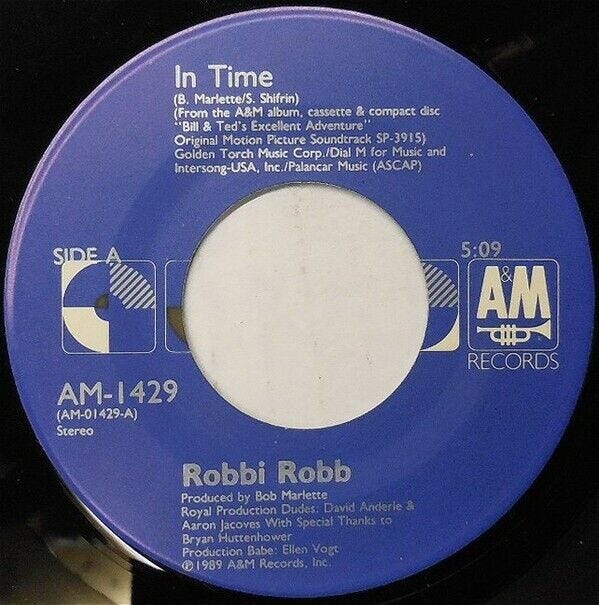 In Time
(B. Marlette/S. Shifrin)
(From the A&M album, cassette & compact disc
"Bill & Ted's Excellent Adventure"
Original Motion Picture Soundtrack SP-3915)
Golden Torch Music Corp./Dial M for Music and
Intersong-USA, Inc./Palancar Music (ASCAP)
SIDE A
5:09
A&M
RECORDS
AM-1429
(AM-01429-A)
Stereo
Robbi Robb
Produced by Bob Marlette
Royal Production Dudes: David Anderle &
Aaron Jacoves With Special Thanks to
Bryan Huttenhower
Production Babe: Ellen Vogt
℗1989 A&M Records, Inc.